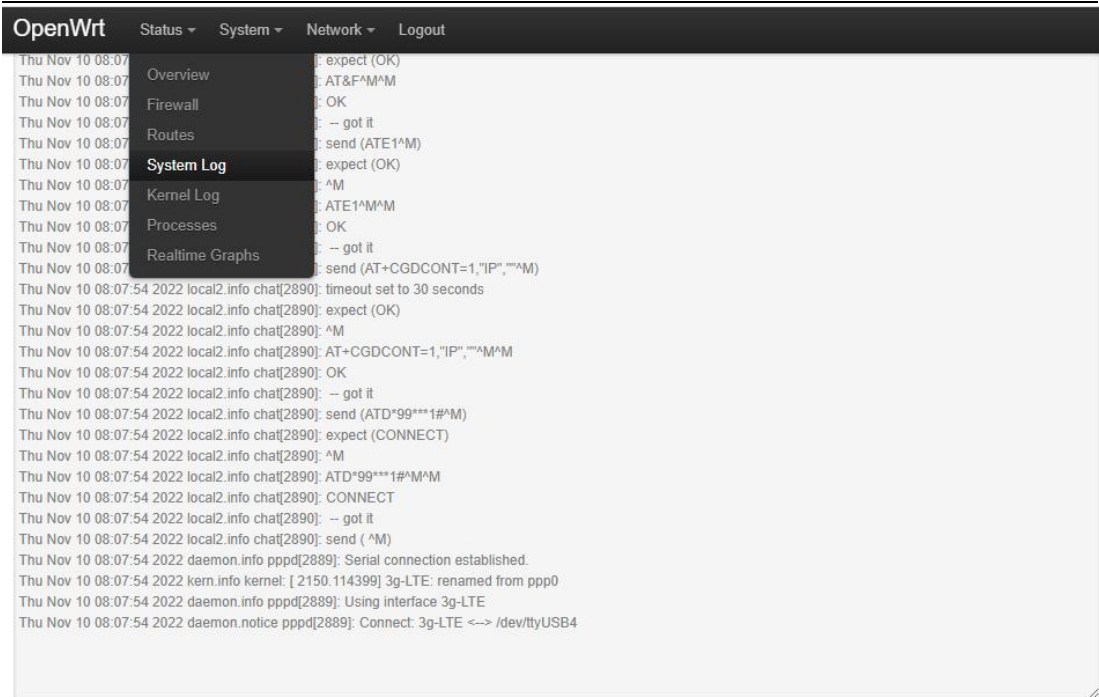 OpenWrt Status System Network Logout
Thu Nov 10 08:07 ]: expect (OK)
Thu Nov 10 08:07 Overview ]: AT&F^M^M
Thu Nov 10 08:07 Firewall ]: OK
Thu Nov 10 08:07 ]: -- got it
Thu Nov 10 08:07 Routes ]: send (ATE1^M)
Thu Nov 10 08:07 System Log ]: expect (OK)
Thu Nov 10 08:07 Kernel Log ]: ^M
Thu Nov 10 08:07 ]: ATE1^M^M
Thu Nov 10 08:07 Processes ]: OK
Thu Nov 10 08:07 ]: -- got it
Thu Nov 10 08:07 Realtime Graphs ]: send (AT+CGDCONT=1,"IP",""^M)
Thu Nov 10 08:07:54 2022 local2.info chat[2890]: timeout set to 30 seconds
Thu Nov 10 08:07:54 2022 local2.info chat[2890]: expect (OK)
Thu Nov 10 08:07:54 2022 local2.info chat[2890]: ^M
Thu Nov 10 08:07:54 2022 local2.info chat[2890]: AT+CGDCONT=1,"IP",""^M^M
Thu Nov 10 08:07:54 2022 local2.info chat[2890]: OK
Thu Nov 10 08:07:54 2022 local2.info chat[2890]: -- got it
Thu Nov 10 08:07:54 2022 local2.info chat[2890]: send (ATD*99***1#^M)
Thu Nov 10 08:07:54 2022 local2.info chat[2890]: expect (CONNECT)
Thu Nov 10 08:07:54 2022 local2.info chat[2890]: ^M
Thu Nov 10 08:07:54 2022 local2.info chat[2890]: ATD*99***1#^M^M
Thu Nov 10 08:07:54 2022 local2.info chat[2890]: CONNECT
Thu Nov 10 08:07:54 2022 local2.info chat[2890]: -- got it
Thu Nov 10 08:07:54 2022 local2.info chat[2890]: send ( ^M)
Thu Nov 10 08:07:54 2022 daemon.info pppd[2889]: Serial connection established.
Thu Nov 10 08:07:54 2022 kern.info kernel: [ 2150.114399] 3g-LTE: renamed from ppp0
Thu Nov 10 08:07:54 2022 daemon.info pppd[2889]: Using interface 3g-LTE
Thu Nov 10 08:07:54 2022 daemon.notice pppd[2889]: Connect: 3g-LTE <--> /dev/ttyUSB4